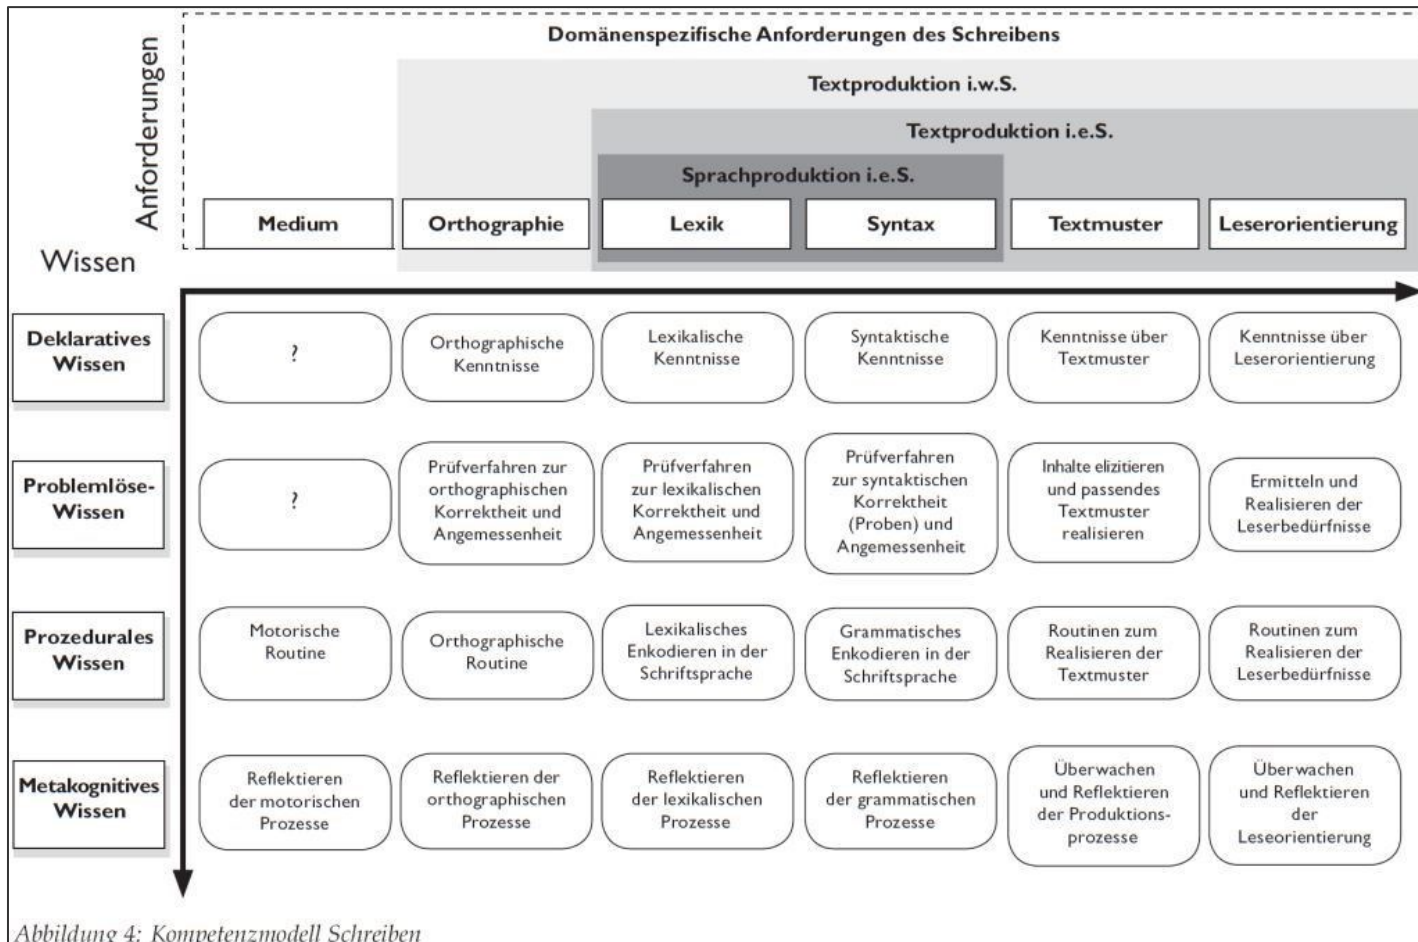 Anforderungen
Domänenspezifische Anforderungen des Schreibens
Textproduktion i.w.S.
Textproduktion i.e.S.
Sprachproduktion i.e.S.
Medium
Orthographie
Lexik
Syntax
Textmuster
Leserorientierung
Wissen
Deklaratives
Wissen
?
Orthographische
Kenntnisse
Lexikalische
Kenntnisse
Syntaktische
Kenntnisse
Kenntnisse über
Textmuster
Kenntnisse über
Leserorientierung
Problemlöse-
Wissen
?
Prüfverfahren zur
orthographischen
Korrektheit und
Angemessenheit
Prüfverfahren
zur lexikalischen
Korrektheit und
Angemessenheit
Prüfverfahren
zur syntaktischen
Korrektheit
(Proben) und
Angemessenheit
Inhalte elizitieren
und passendes
Textmuster
realisieren
Ermitteln und
Realisieren der
Leserbedürfnisse
Prozedurales
Wissen
Motorische
Routine
Orthographische
Routine
Lexikalisches
Enkodieren in der
Schriftsprache
Grammatisches
Enkodieren in der
Schriftsprache
Routinen zum
Realisieren der
Textmuster
Routinen zum
Realisieren der
Leserbedürfnisse
Metakognitives
Wissen
Reflektieren
der motorischen
Prozesse
Reflektieren der
orthographischen
Prozesse
Reflektieren
der lexikalischen
Prozesse
Reflektieren
der grammatischen
Prozesse
Überwachen
und Reflektieren
der Produktions-
prozesse
Überwachen
und Reflektieren
der
Leseorientierung
Abbildung 4: Kompetenzmodell Schreiben